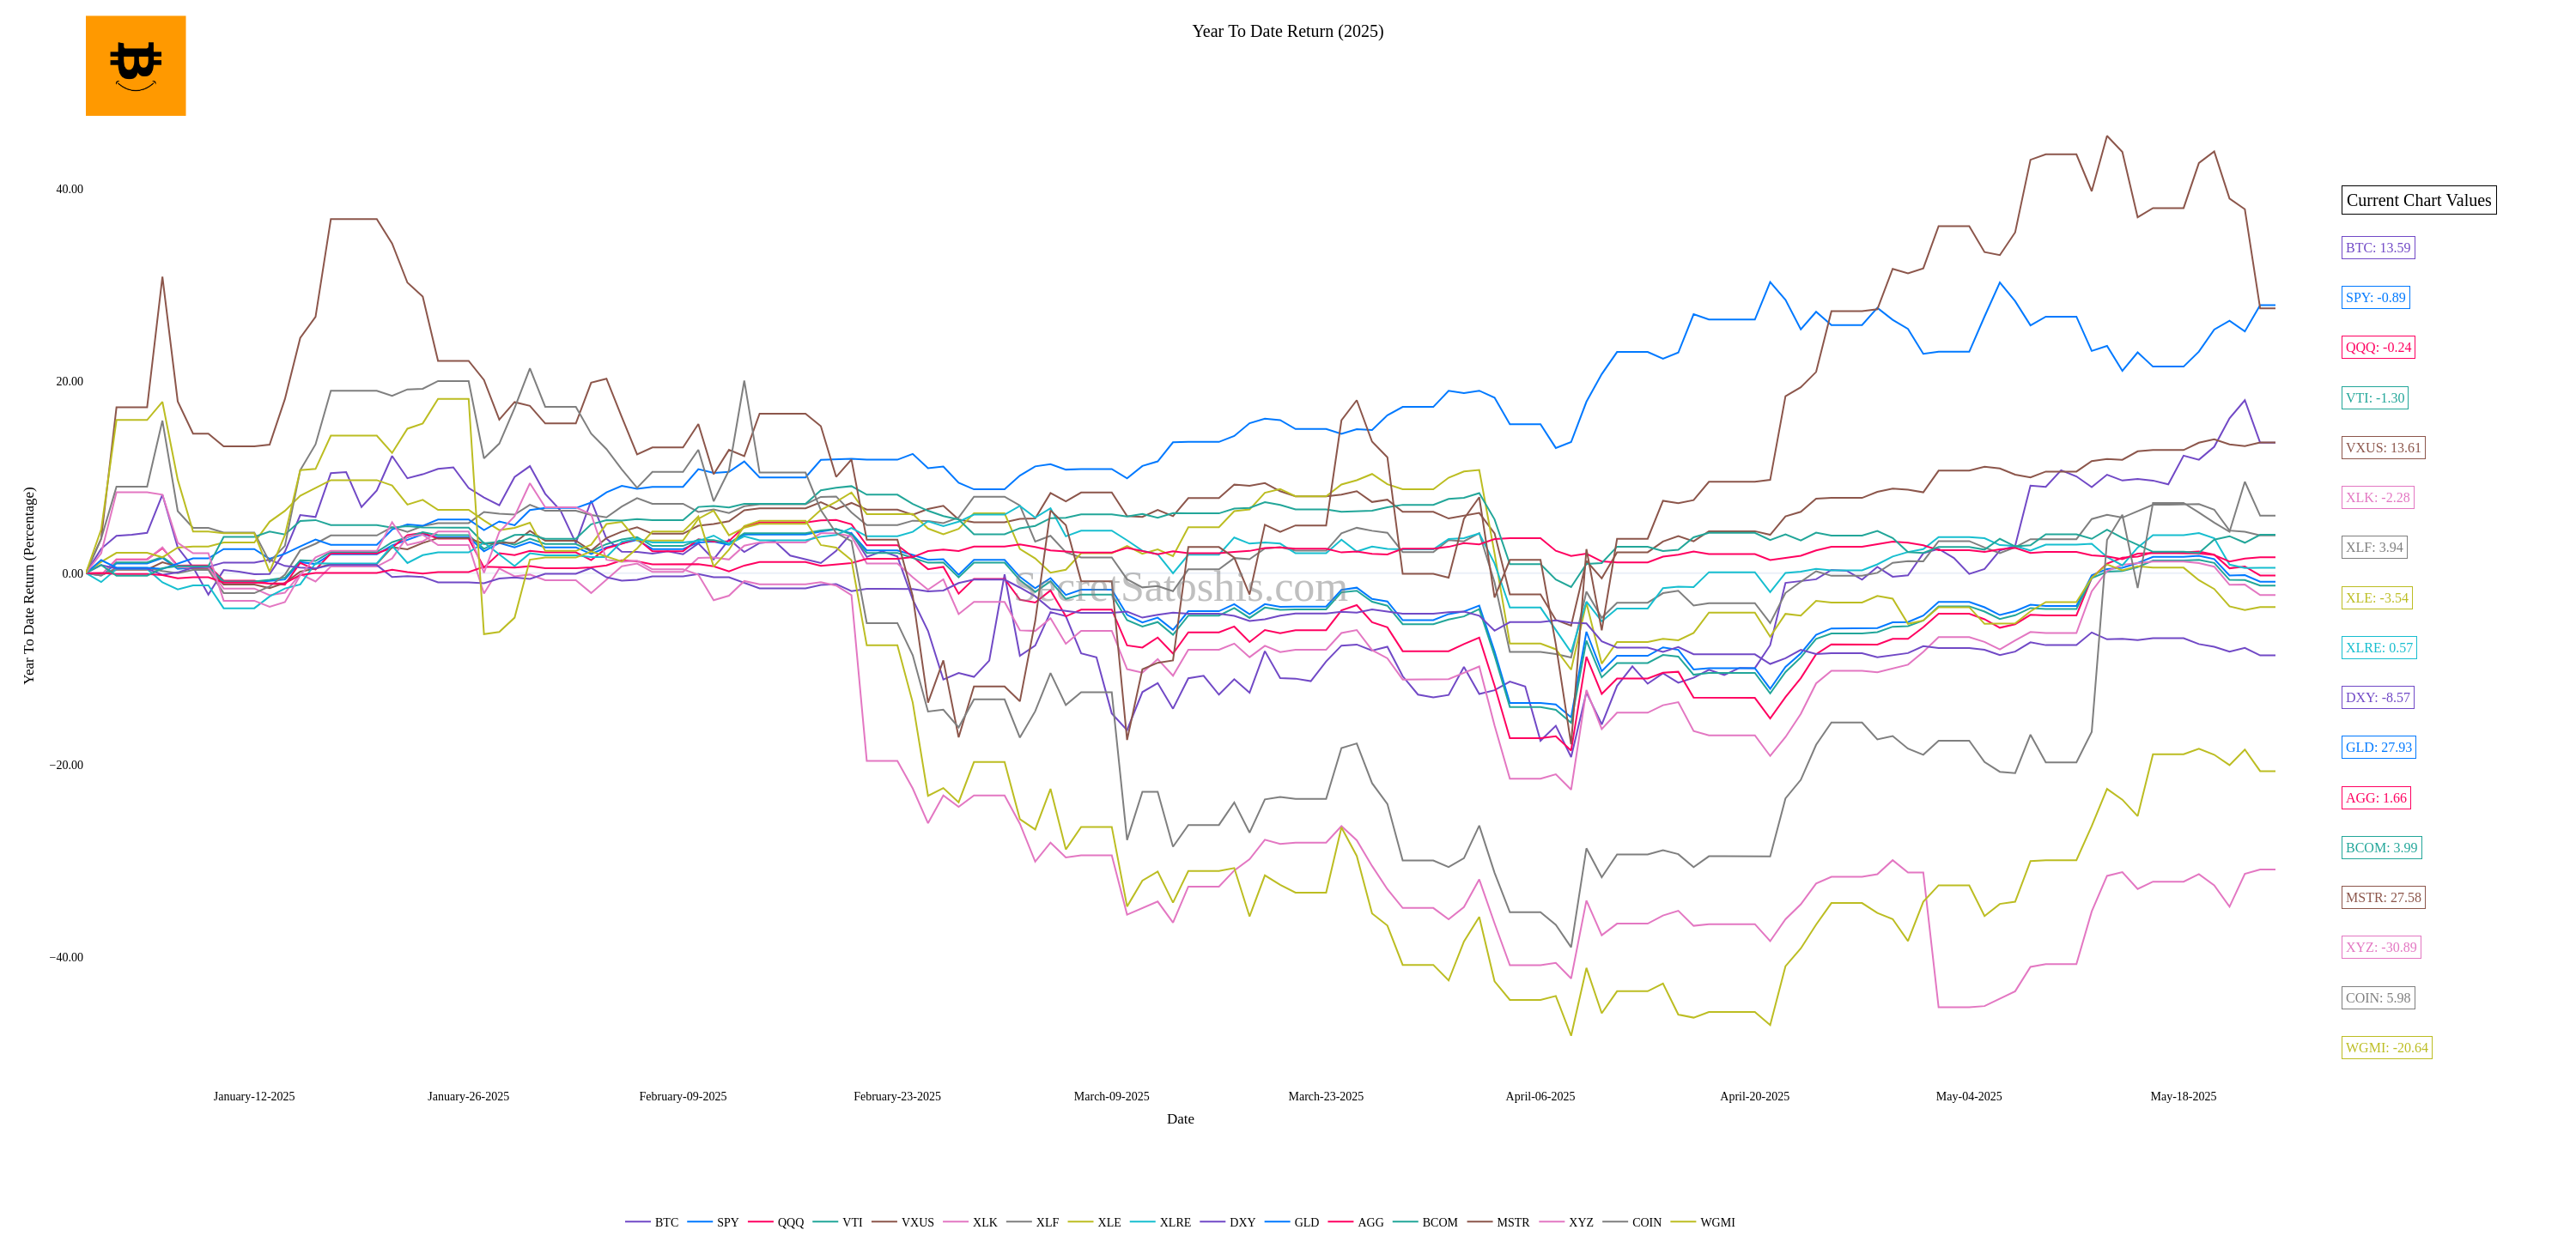 Year To Date Return (2025)
40.00
20.00
0.00
−20.00
−40.00
Year To Date Return (Percentage)
SecretSatoshis.com
January-12-2025
January-26-2025
February-09-2025
February-23-2025
March-09-2025
March-23-2025
April-06-2025
April-20-2025
May-04-2025
May-18-2025
Date
Current Chart Values
BTC: 13.59
SPY: -0.89
QQQ: -0.24
VTI: -1.30
VXUS: 13.61
XLK: -2.28
XLF: 3.94
XLE: -3.54
XLRE: 0.57
DXY: -8.57
GLD: 27.93
AGG: 1.66
BCOM: 3.99
MSTR: 27.58
XYZ: -30.89
COIN: 5.98
WGMI: -20.64
BTC SPY QQQ VTI VXUS XLK XLF XLE XLRE DXY GLD AGG BCOM MSTR XYZ COIN WGMI